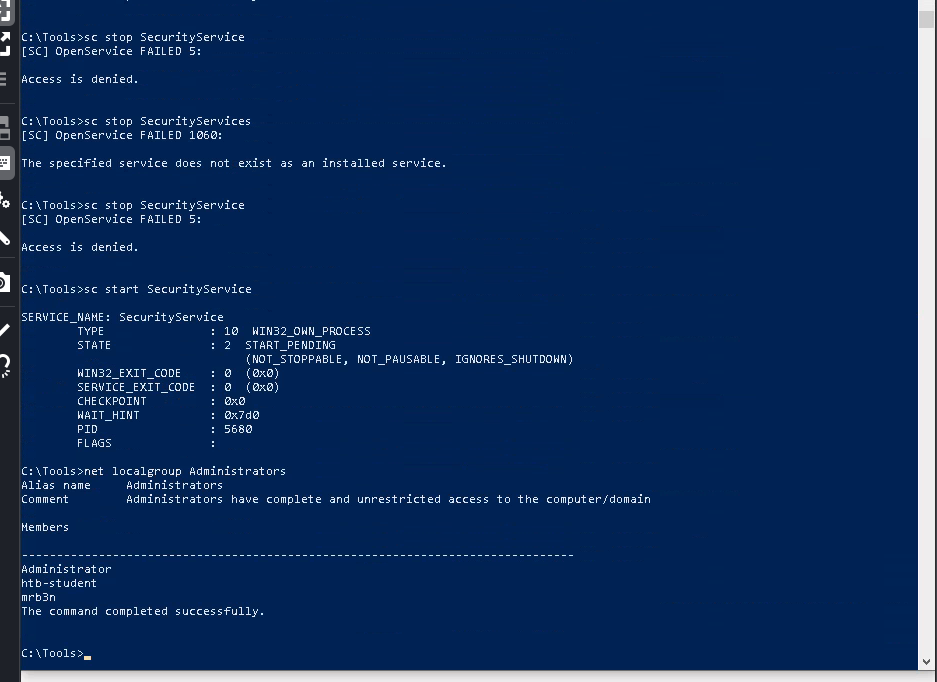 C:\Tools>sc stop SecurityService
[SC] OpenService FAILED 5:
Access is denied.
C:\Tools>sc stop SecurityServices
[SC] OpenService FAILED 1060:
The specified service does not exist as an installed service.
C:\Tools>sc stop SecurityService
[SC] OpenService FAILED 5:
Access is denied.
C:\Tools>sc start SecurityService
SERVICE_NAME: SecurityService
TYPE : 10 WIN32_OWN_PROCESS
STATE : 2 START_PENDING
(NOT_STOPPABLE, NOT_PAUSABLE, IGNORES_SHUTDOWN)
WIN32_EXIT_CODE : 0 (0x0)
SERVICE_EXIT_CODE : 0 (0x0)
CHECKPOINT : 0x0
WAIT_HINT : 0x7d0
PID : 5680
FLAGS :
C:\Tools>net localgroup Administrators
Alias name Administrators
Comment Administrators have complete and unrestricted access to the computer/domain
Members
-------------------------------------------------------------------------------
Administrator
htb-student
mrb3n
The command completed successfully.
C:\Tools>